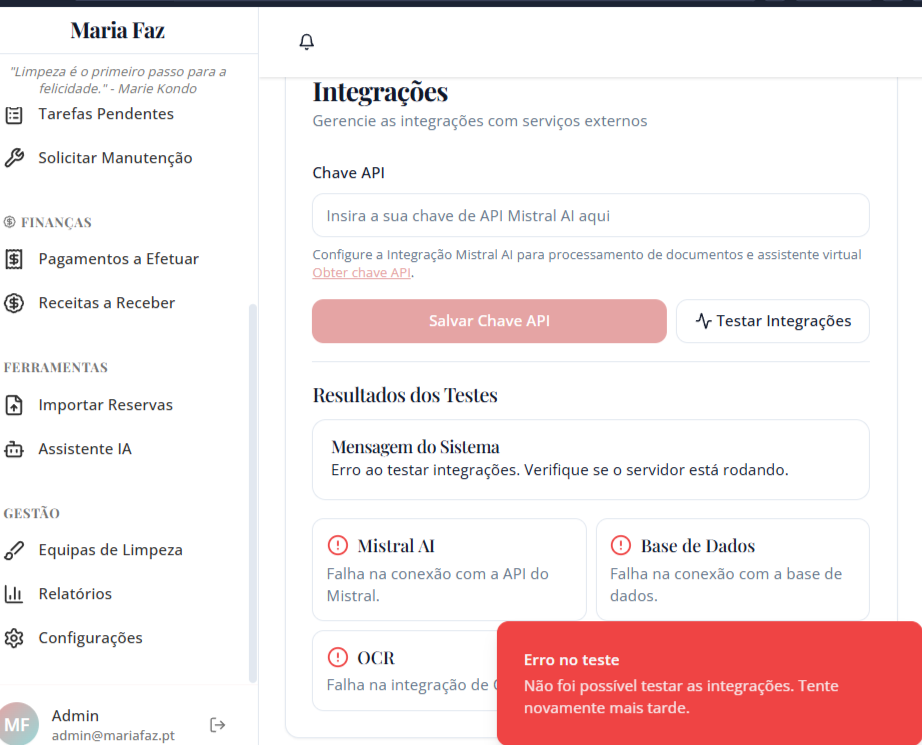 Maria Faz
"Limpeza é o primeiro passo para a
felicidade." - Marie Kondo
Tarefas Pendentes
Solicitar Manutenção
FINANÇAS
Pagamentos a Efetuar
Receitas a Receber
FERRAMENTAS
Importar Reservas
Assistente IA
GESTÃO
Equipas de Limpeza
Relatórios
Configurações
MF
Admin
admin@mariafaz.pt
Integrações
Gerencie as integrações com serviços externos
Chave API
Insira a sua chave de API Mistral AI aqui
Configure a Integração Mistral AI para processamento de documentos e assistente virtual
Obter chave API.
Salvar Chave API
Testar Integrações
Resultados dos Testes
Mensagem do Sistema
Erro ao testar integrações. Verifique se o servidor está rodando.
Mistral AI
Falha na conexão com a API do
Mistral.
Base de Dados
Falha na conexão com a base de
dados.
OCR
Falha na integração de
Erro no teste
Não foi possível testar as integrações. Tente
novamente mais tarde.